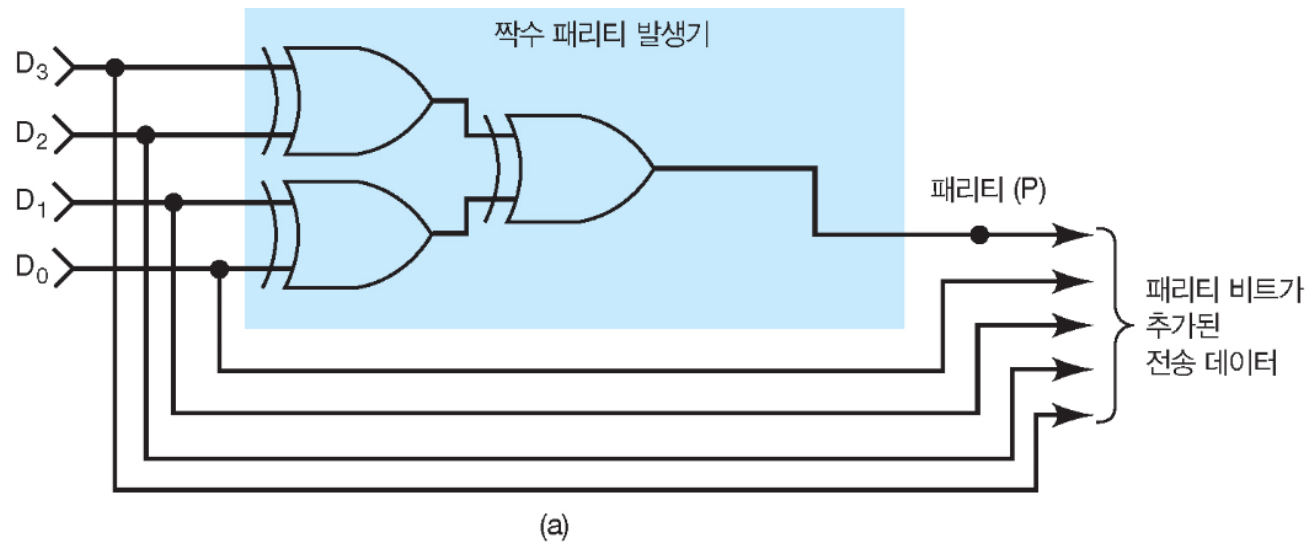 짝수 패리티 발생기
D₃
D₂
D₁
D₀
패리티 (P)
패리티 비트가
추가된
전송 데이터
(a)